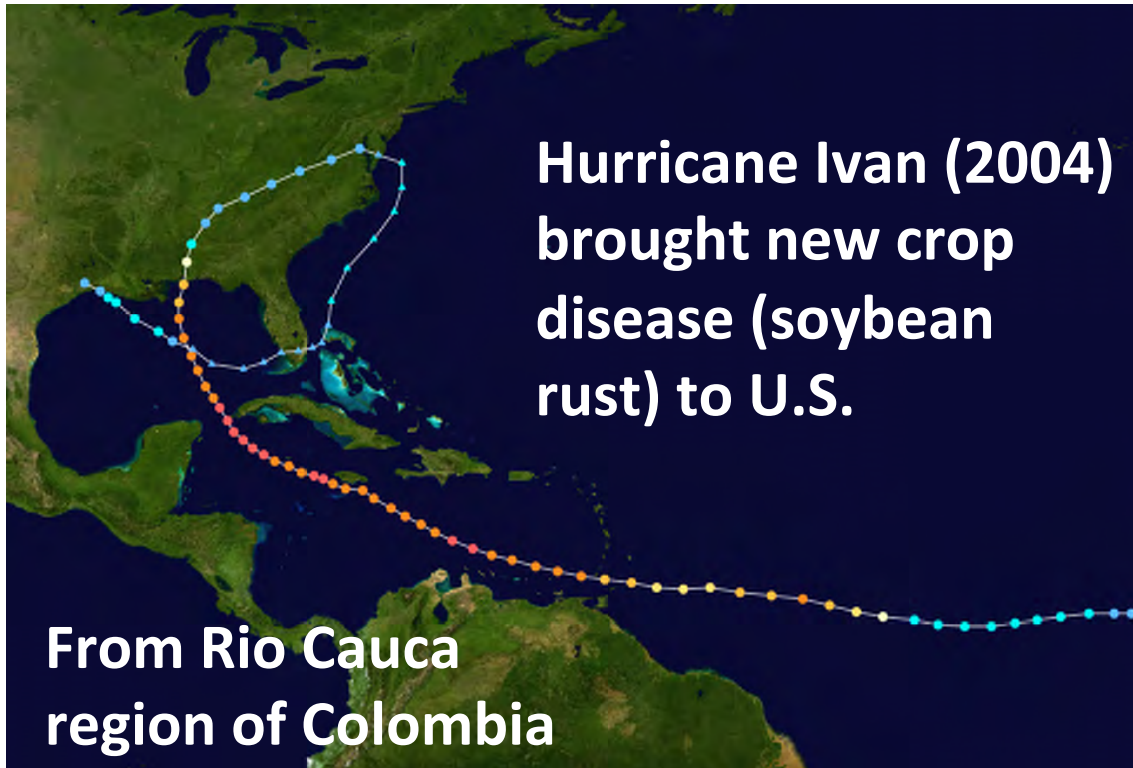 Hurricane Ivan (2004)
brought new crop
disease (soybean
rust) to U.S.
From Rio Cauca
region of Colombia